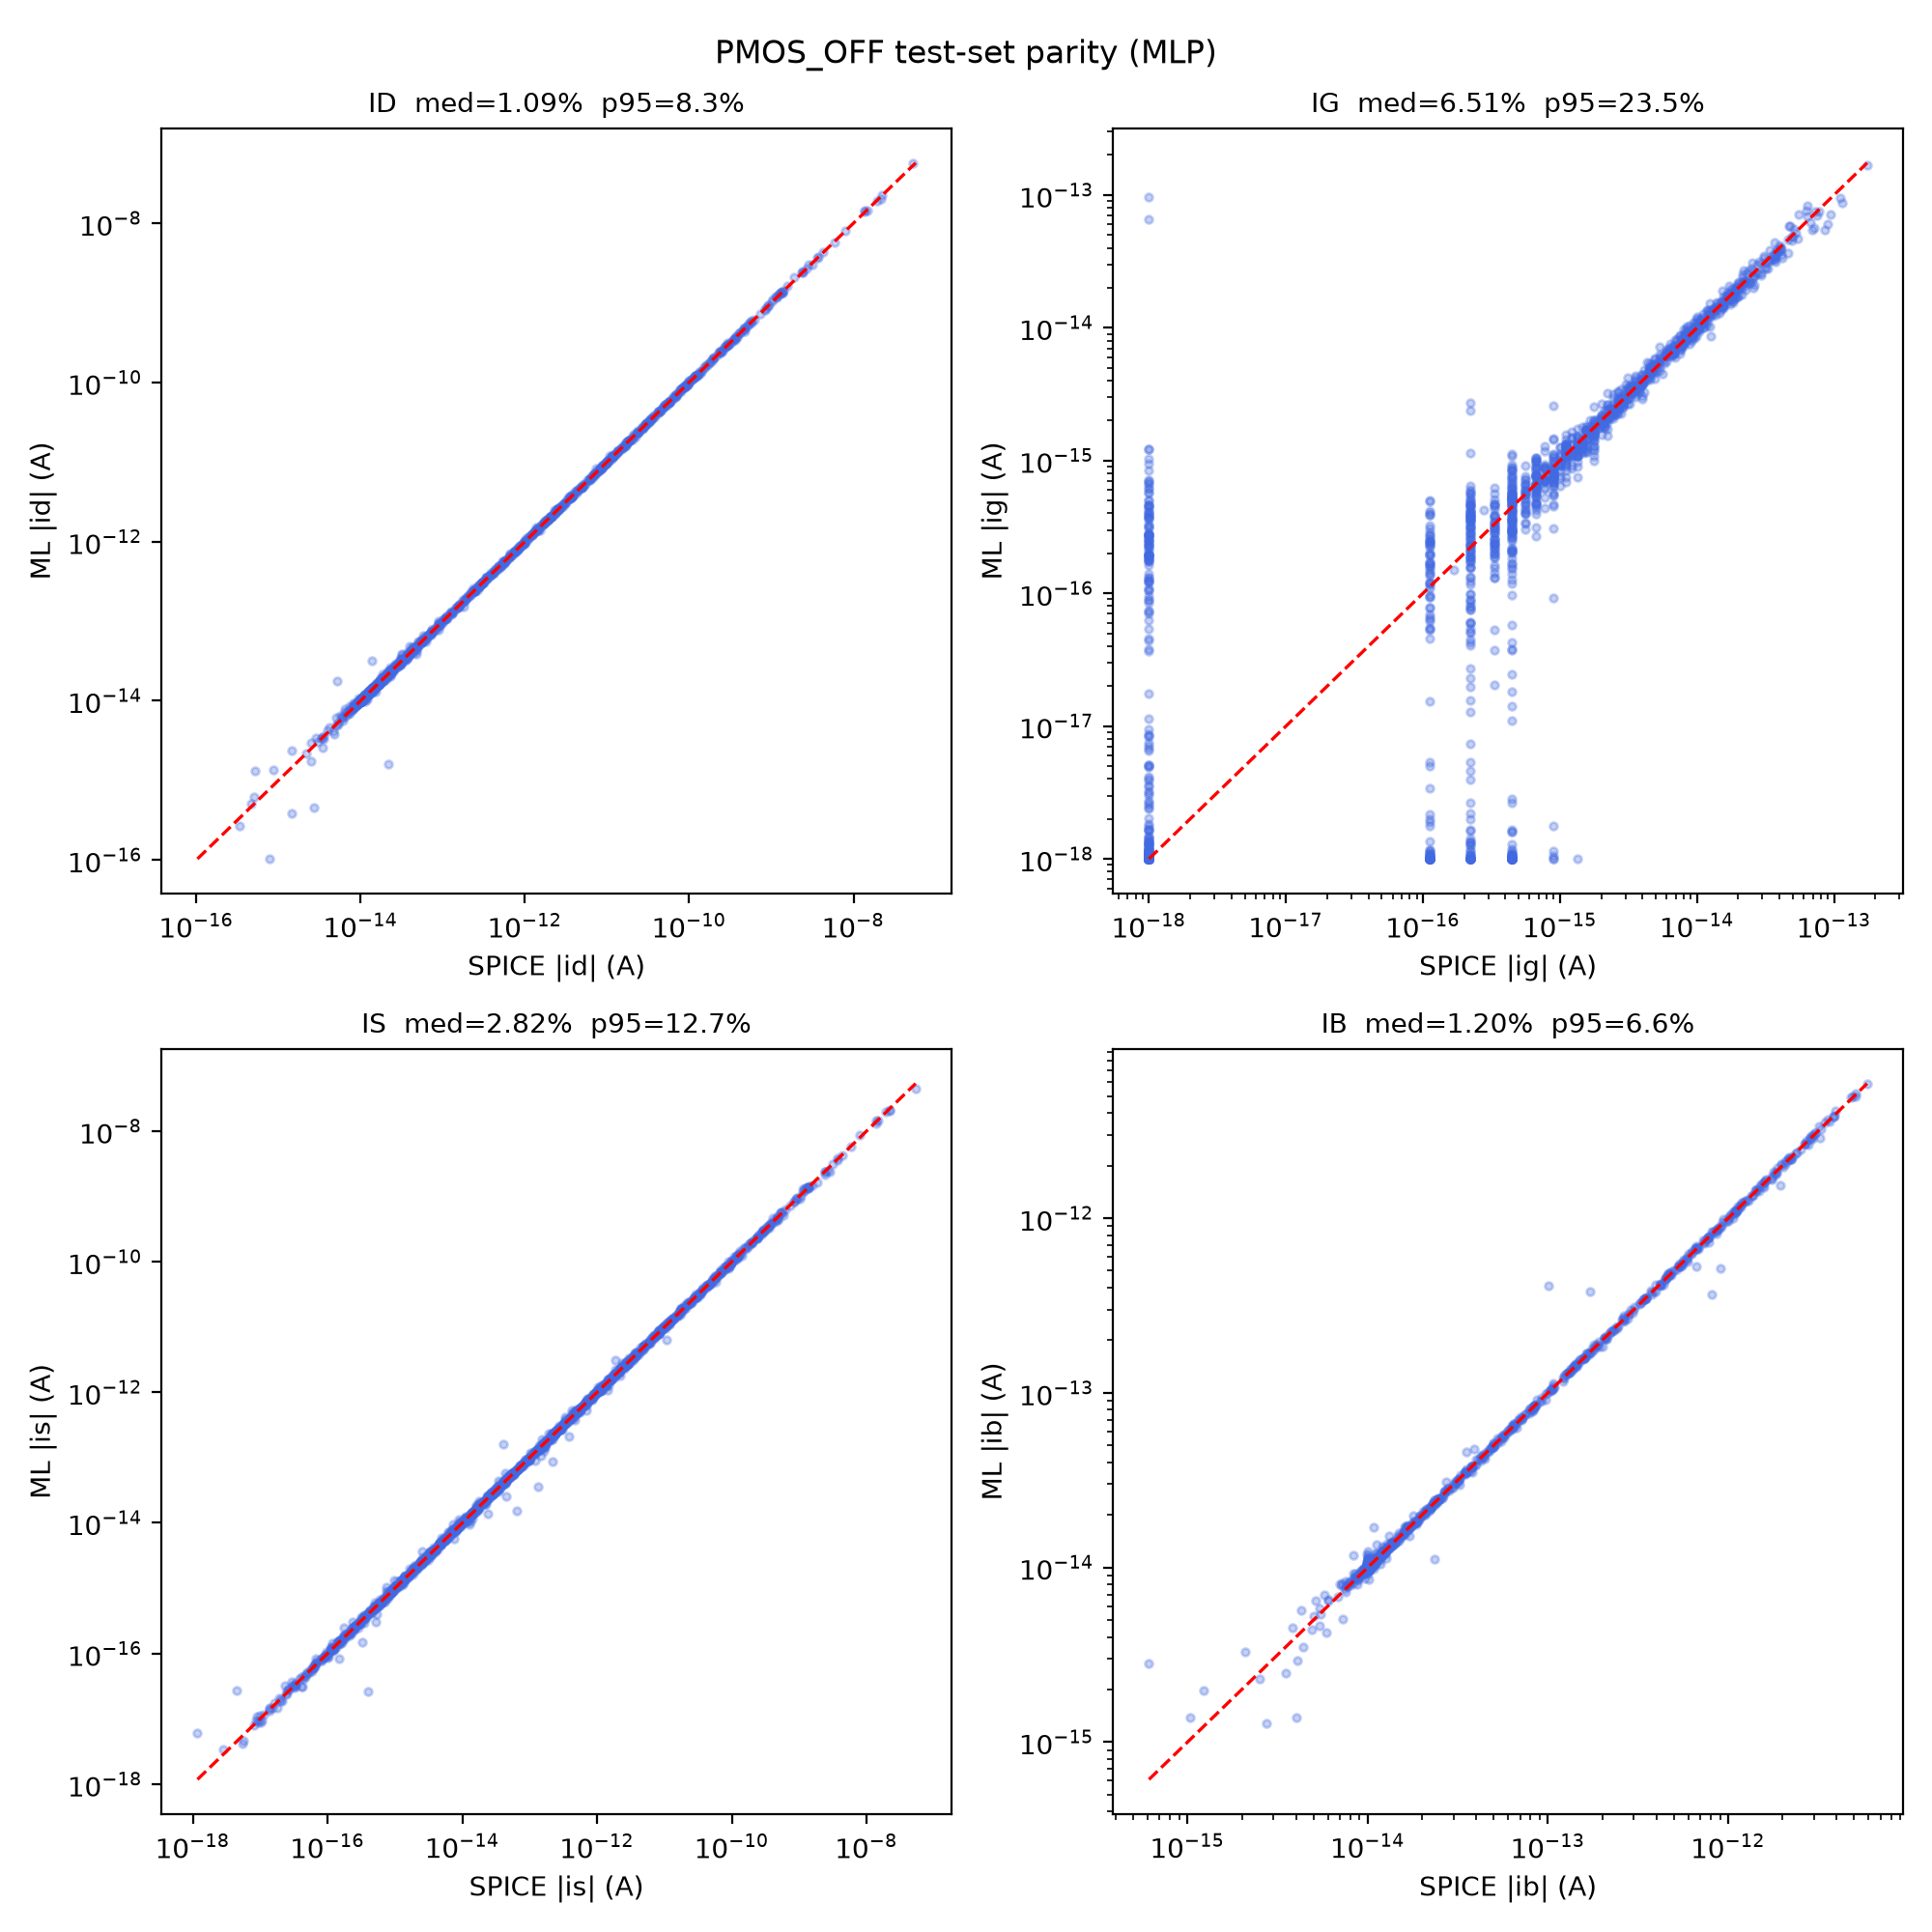 PMOS_OFF test-set parity (MLP)
ID  med=1.09%  p95=8.3%
10⁻⁸
10⁻¹⁰
10⁻¹²
10⁻¹⁴
10⁻¹⁶
ML |id| (A)
10⁻¹⁶ 10⁻¹⁴ 10⁻¹² 10⁻¹⁰ 10⁻⁸
SPICE |id| (A)
IG  med=6.51%  p95=23.5%
10⁻¹³
10⁻¹⁴
10⁻¹⁵
10⁻¹⁶
10⁻¹⁷
10⁻¹⁸
ML |ig| (A)
10⁻¹⁸ 10⁻¹⁷ 10⁻¹⁶ 10⁻¹⁵ 10⁻¹⁴ 10⁻¹³
SPICE |ig| (A)
IS  med=2.82%  p95=12.7%
10⁻⁸
10⁻¹⁰
10⁻¹²
10⁻¹⁴
10⁻¹⁶
10⁻¹⁸
ML |is| (A)
10⁻¹⁸ 10⁻¹⁶ 10⁻¹⁴ 10⁻¹² 10⁻¹⁰ 10⁻⁸
SPICE |is| (A)
IB  med=1.20%  p95=6.6%
10⁻¹²
10⁻¹³
10⁻¹⁴
10⁻¹⁵
ML |ib| (A)
10⁻¹⁵ 10⁻¹⁴ 10⁻¹³ 10⁻¹²
SPICE |ib| (A)